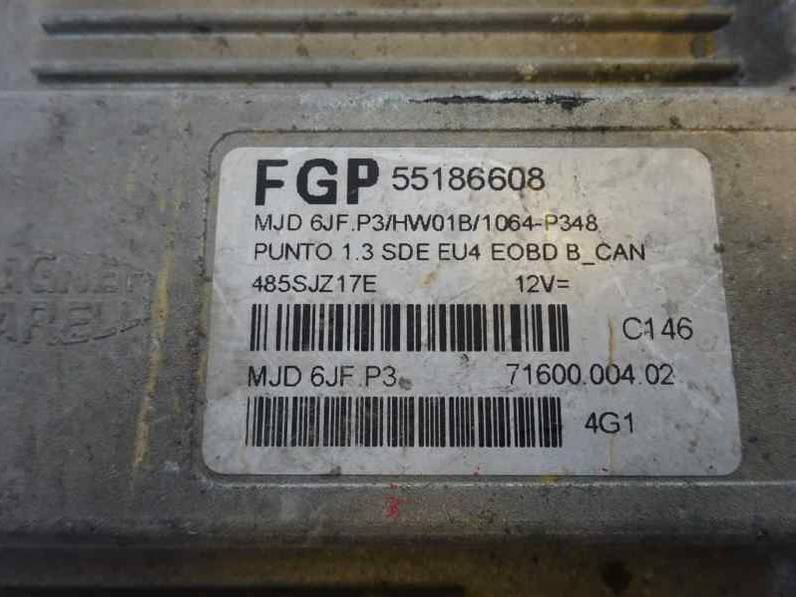 FGP 55186608
MJD 6JF.P3/HW01B/1064-P348
PUNTO 1.3 SDE EU4 EOBD B_CAN
485SJZ17E 12V=
C146
MJD 6JF.P3 71600.004.02
4G1